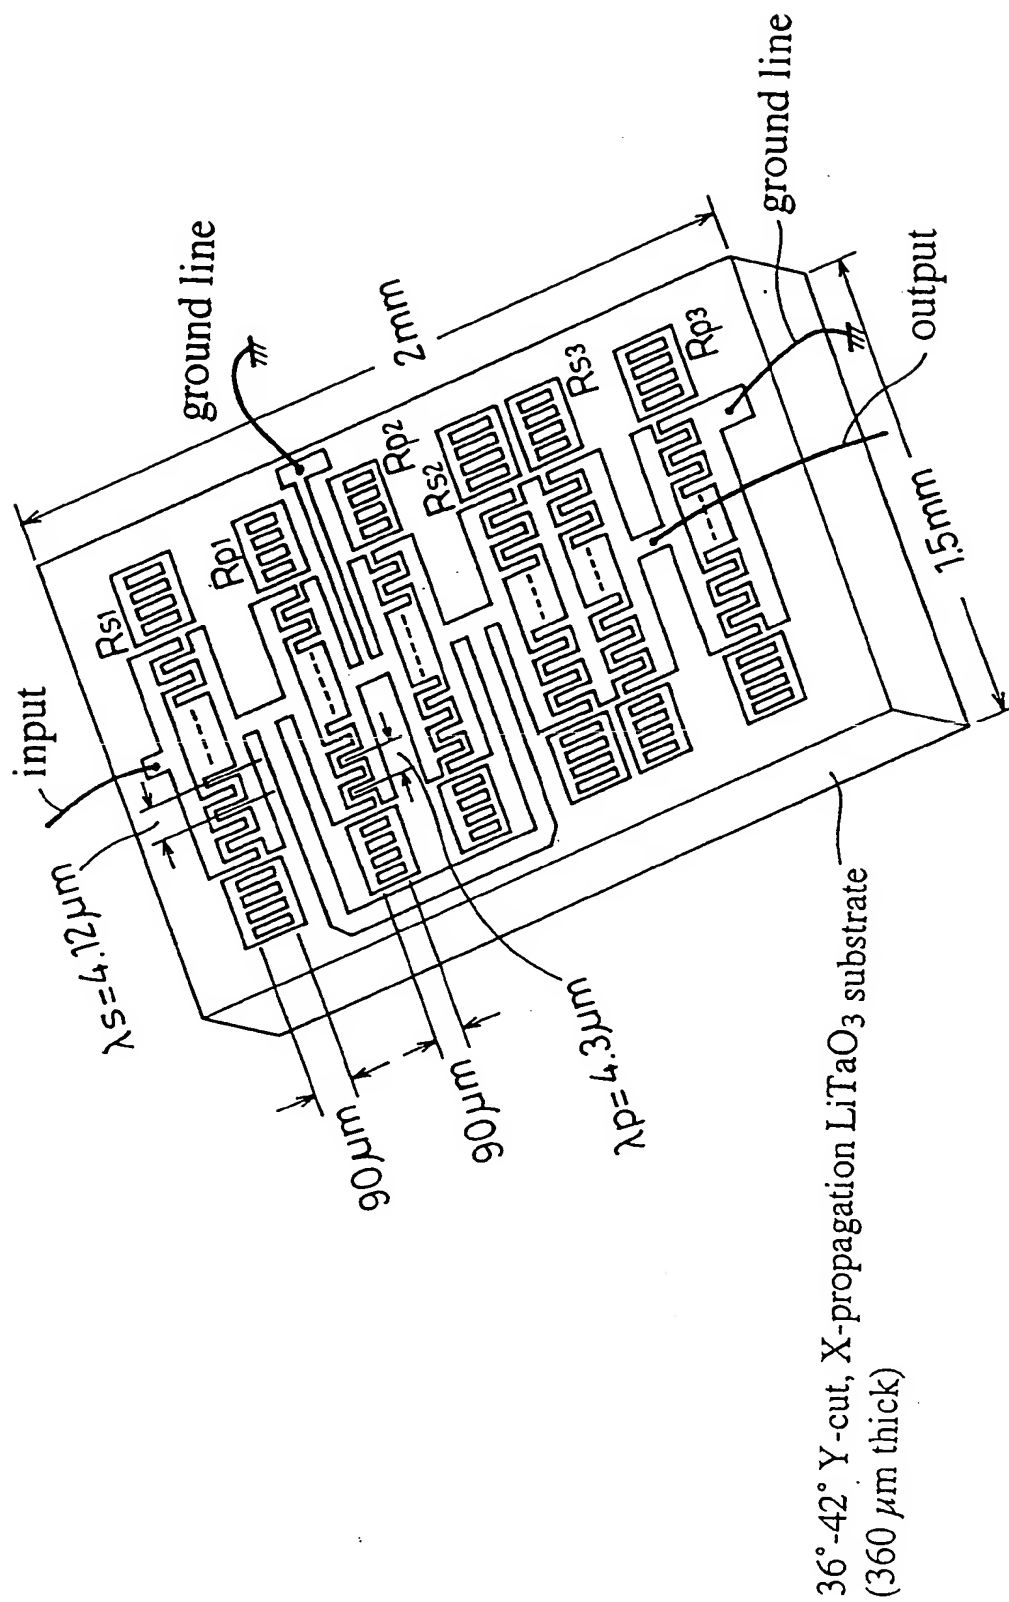 input
λs=4.12μm
Rs1
Rp1
ground line
2mm
Rp2
Rs2
Rs3
Rp3
ground line
output
1.5mm
90μm
90μm
λp=4.3μm
36°-42° Y-cut, X-propagation LiTaO₃ substrate
(360 μm thick)